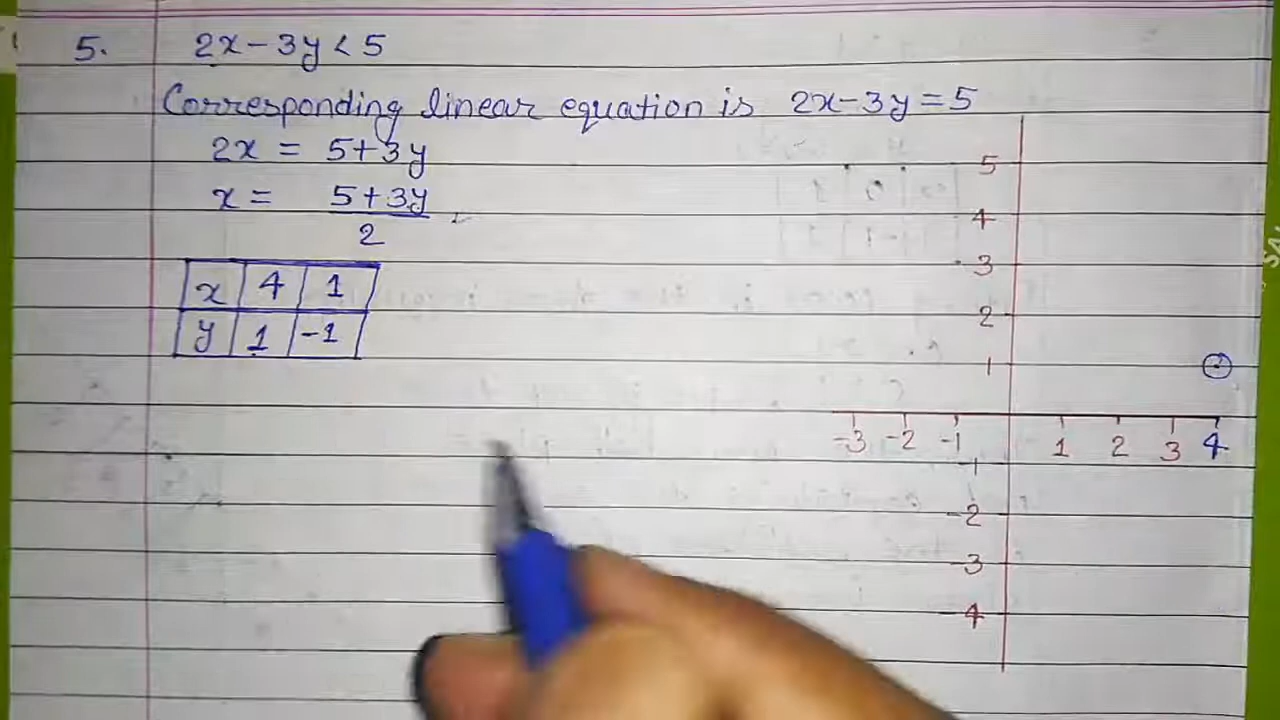 5. 2x - 3y < 5
Corresponding linear equation is 2x - 3y = 5
2x = 5 + 3y
x = 5 + 3y
2
x 4 1
y 1 -1
5
4
3
2
1
-3 -2 -1 1 2 3 4
-1
-2
-3
-4